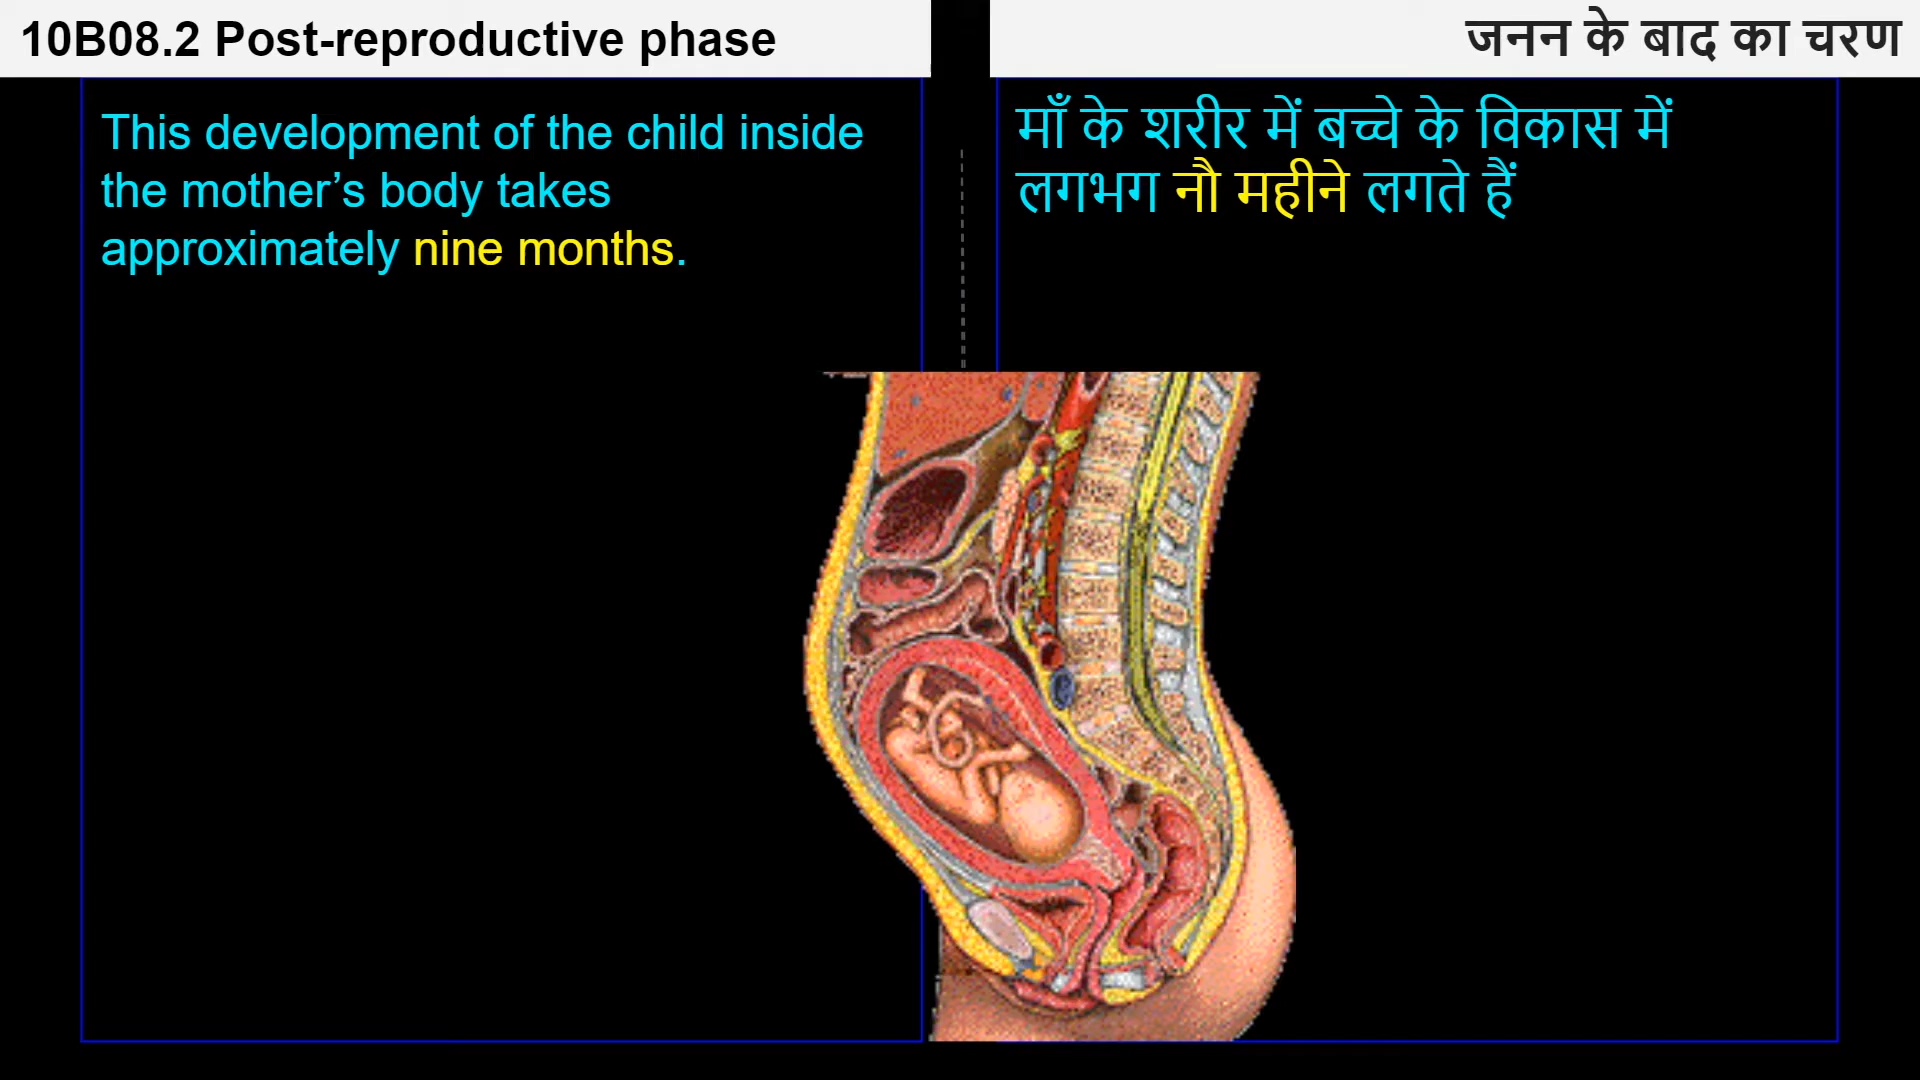 10B08.2 Post-reproductive phase
जनन के बाद का चरण
This development of the child inside
the mother’s body takes
approximately nine months.
माँ के शरीर में बच्चे के विकास में
लगभग नौ महीने लगते हैं